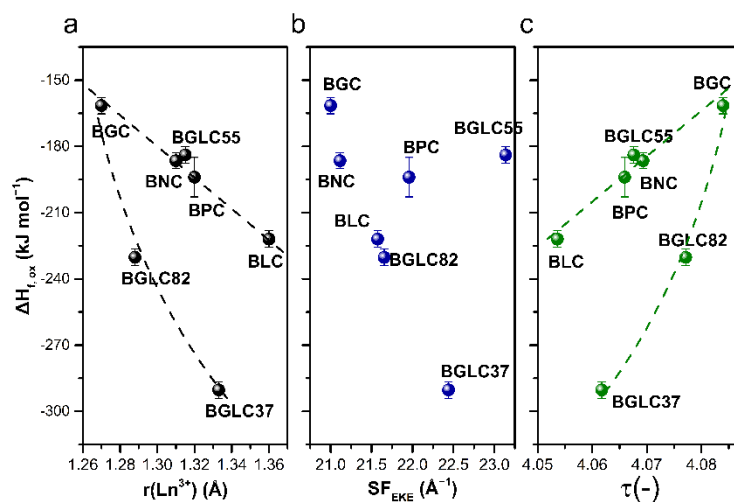 a
b
c
ΔH_f, ox (kJ mol⁻¹)
-150
-180
-210
-240
-270
-300
BGC
BGLC55
BNC
BPC
BLC
BGLC82
BGLC37
1.26 1.28 1.30 1.32 1.34 1.36
r(Ln³⁺) (Å)
BGC
BGLC55
BPC
BNC
BLC
BGLC82
BGLC37
21.0 21.5 22.0 22.5 23.0
SF_EKE (Å⁻¹)
BGC
BGLC55
BNC
BPC
BLC
BGLC82
BGLC37
4.05 4.06 4.07 4.08
τ(-)